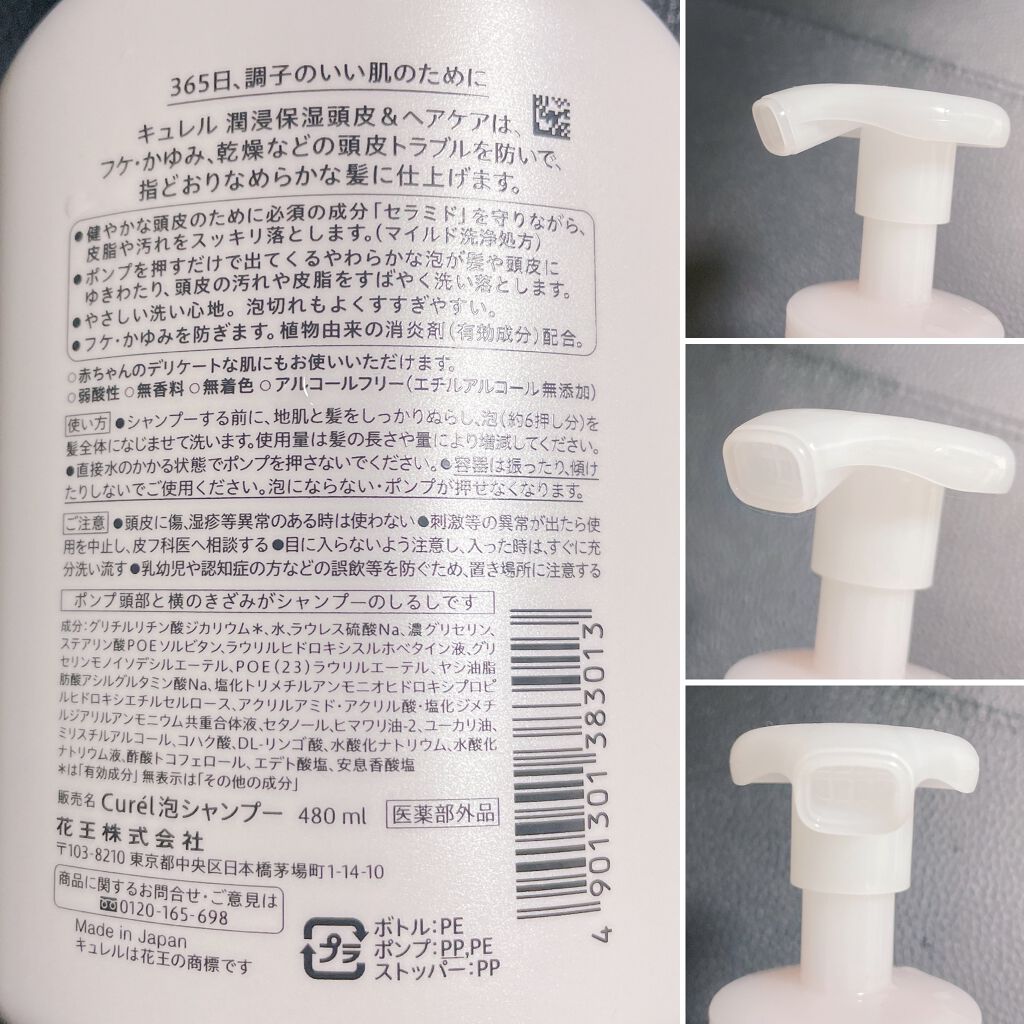 365日、調子のいい肌のために
キュレル 潤浸保湿頭皮&ヘアケアは、
フケ・かゆみ、乾燥などの頭皮トラブルを防いで、
指どおりなめらかな髪に仕上げます。
●健やかな頭皮のために必須の成分「セラミド」を守りながら、
皮脂や汚れをスッキリ落とします。(マイルド洗浄処方)
●ポンプを押すだけで出てくるやわらかな泡が髪や頭皮に
ゆきわたり、頭皮の汚れや皮脂をすばやく洗い落とします。
●やさしい洗い心地。泡切れもよくすすぎやすい。
●フケ・かゆみを防ぎます。植物由来の消炎剤(有効成分)配合。
○赤ちゃんのデリケートな肌にもお使いいただけます。
○弱酸性 ○無香料 ○無着色 ○アルコールフリー(エチルアルコール無添加)
使い方 ●シャンプーする前に、地肌と髪をしっかりぬらし、泡(約6押し分)を
髪全体になじませて洗います。使用量は髪の長さや量により増減してください。
●直接水のかかる状態でポンプを押さないでください。●容器は振ったり、傾け
たりしないでご使用ください。泡にならない・ポンプが押せなくなります。
ご注意 ●頭皮に傷、湿疹等異常のある時は使わない●刺激等の異常が出たら使
用を中止し、皮フ科医へ相談する●目に入らないよう注意し、入った時は、すぐに充
分洗い流す●乳幼児や認知症の方などの誤飲等を防ぐため、置き場所に注意する
ポンプ頭部と横のきざみがシャンプーのしるしです
成分:グリチルリチン酸ジカリウム*、水、ラウレス硫酸Na、濃グリセリン、
ステアリン酸POEソルビタン、ラウリルヒドロキシスルホベタイン液、グリ
セリンモノイソデシルエーテル、POE(23)ラウリルエーテル、ヤシ油脂
肪酸アシルグルタミン酸Na、塩化トリメチルアンモニオヒドロキシプロピ
ルヒドロキシエチルセルロース、アクリルアミド・アクリル酸・塩化ジメチ
ルジアリルアンモニウム共重合体液、セタノール、ヒマワリ油-2、ユーカリ油、
ミリスチルアルコール、コハク酸、DL-リンゴ酸、水酸化ナトリウム、水酸化
ナトリウム液、酢酸トコフェロール、エデト酸塩、安息香酸塩
*は「有効成分」無表示は「その他の成分」
販売名 Curél泡シャンプー 480 ml 医薬部外品
花王株式会社
〒103-8210 東京都中央区日本橋茅場町1-14-10
商品に関するお問合せ・ご意見は
0120-165-698
Made in Japan
キュレルは花王の商標です
プラ
ボトル:PE
ポンプ:PP,PE
ストッパー:PP
4 901301 383013